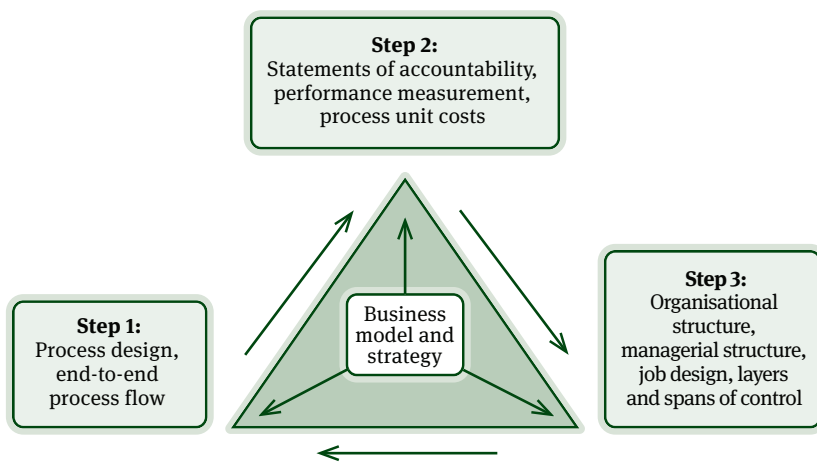 Step 2:
Statements of accountability,
performance measurement,
process unit costs
Step 1:
Process design,
end-to-end
process flow
Business
model and
strategy
Step 3:
Organisational
structure,
managerial structure,
job design, layers
and spans of control